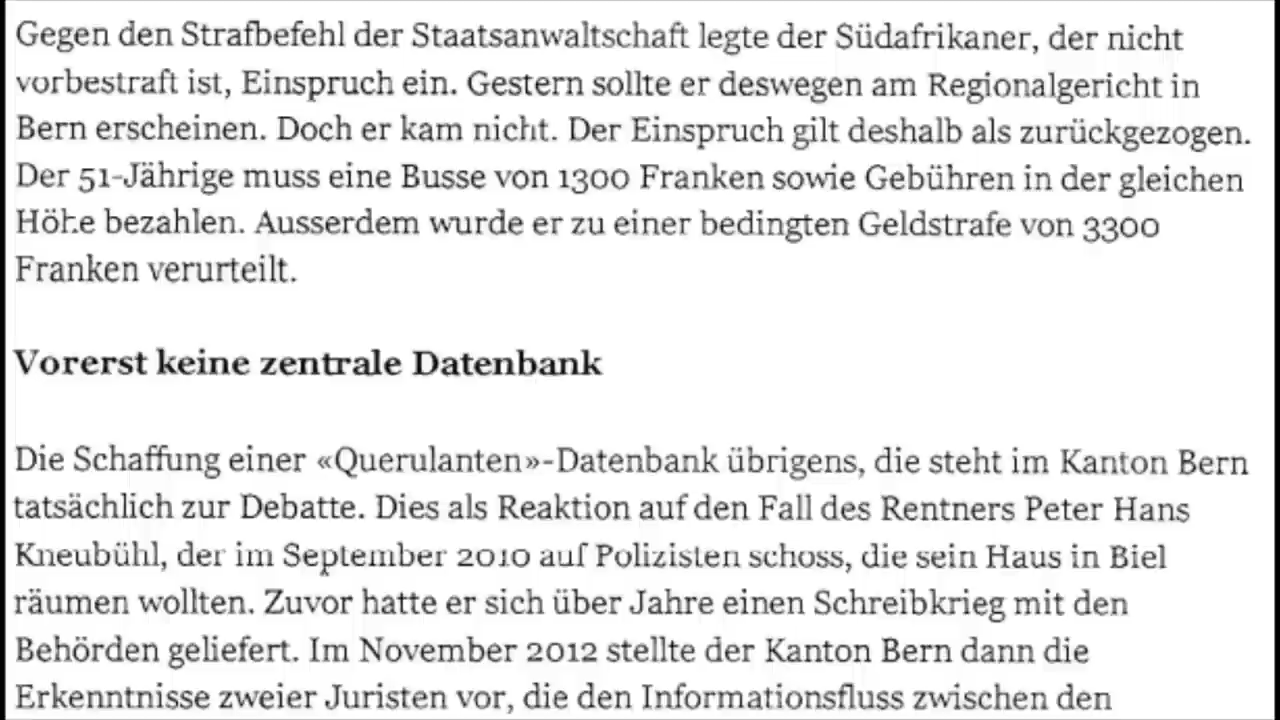 Gegen den Strafbefehl der Staatsanwaltschaft legte der Südafrikaner, der nicht
vorbestraft ist, Einspruch ein. Gestern sollte er deswegen am Regionalgericht in
Bern erscheinen. Doch er kam nicht. Der Einspruch gilt deshalb als zurückgezogen.
Der 51-Jährige muss eine Busse von 1300 Franken sowie Gebühren in der gleichen
Höhe bezahlen. Ausserdem wurde er zu einer bedingten Geldstrafe von 3300
Franken verurteilt.
Vorerst keine zentrale Datenbank
Die Schaffung einer «Querulanten»-Datenbank übrigens, die steht im Kanton Bern
tatsächlich zur Debatte. Dies als Reaktion auf den Fall des Rentners Peter Hans
Kneubühl, der im September 2010 auf Polizisten schoss, die sein Haus in Biel
räumen wollten. Zuvor hatte er sich über Jahre einen Schreibkrieg mit den
Behörden geliefert. Im November 2012 stellte der Kanton Bern dann die
Erkenntnisse zweier Juristen vor, die den Informationsfluss zwischen den